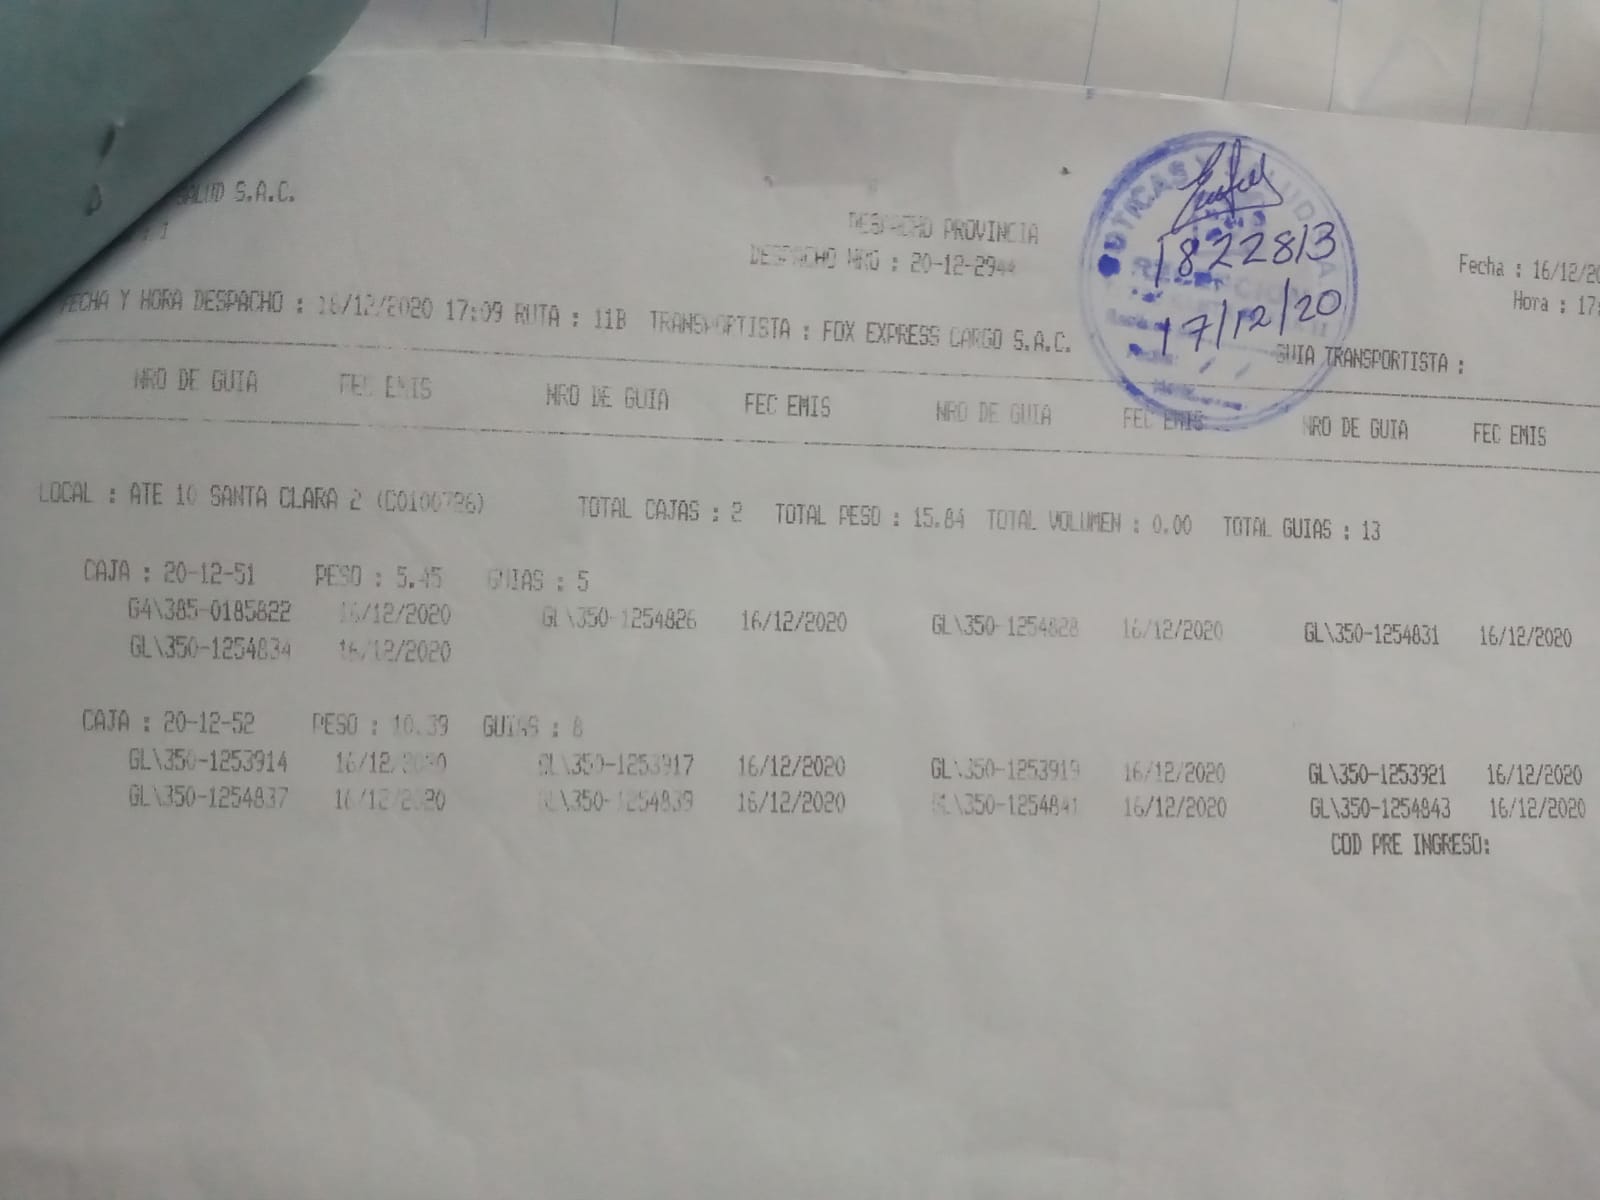 SALUD S.A.C.
: 1
DESPACHO PROVINCIA
DESPACHO NRO : 20-12-2944
Fecha : 16/12/20
Hora : 17:
BOTICAS Y SALUD
18222813
17/12/20
FECHA Y HORA DESPACHO : 16/12/2020 17:09 RUTA : 11B TRANSPORTISTA : FOX EXPRESS CARGO S.A.C. GUIA TRANSPORTISTA :
NRO DE GUIA FEC EMIS NRO DE GUIA FEC EMIS NRO DE GUIA FEC EMIS NRO DE GUIA FEC EMIS
LOCAL : ATE 10 SANTA CLARA 2 (C0100786) TOTAL CAJAS : 2 TOTAL PESO : 15.84 TOTAL VOLUMEN : 0.00 TOTAL GUIAS : 13
CAJA : 20-12-51 PESO : 5.45 GUIAS : 5
G4\385-0185822 16/12/2020 GL\350-1254826 16/12/2020 GL\350-1254828 16/12/2020 GL\350-1254831 16/12/2020
GL\350-1254834 16/12/2020
CAJA : 20-12-52 PESO : 10.39 GUIAS : 8
GL\350-1253914 16/12/2020 GL\350-1253917 16/12/2020 GL\350-1253919 16/12/2020 GL\350-1253921 16/12/2020
GL\350-1254837 16/12/2020 GL\350-1254839 16/12/2020 GL\350-1254841 16/12/2020 GL\350-1254843 16/12/2020
COD PRE INGRESO: